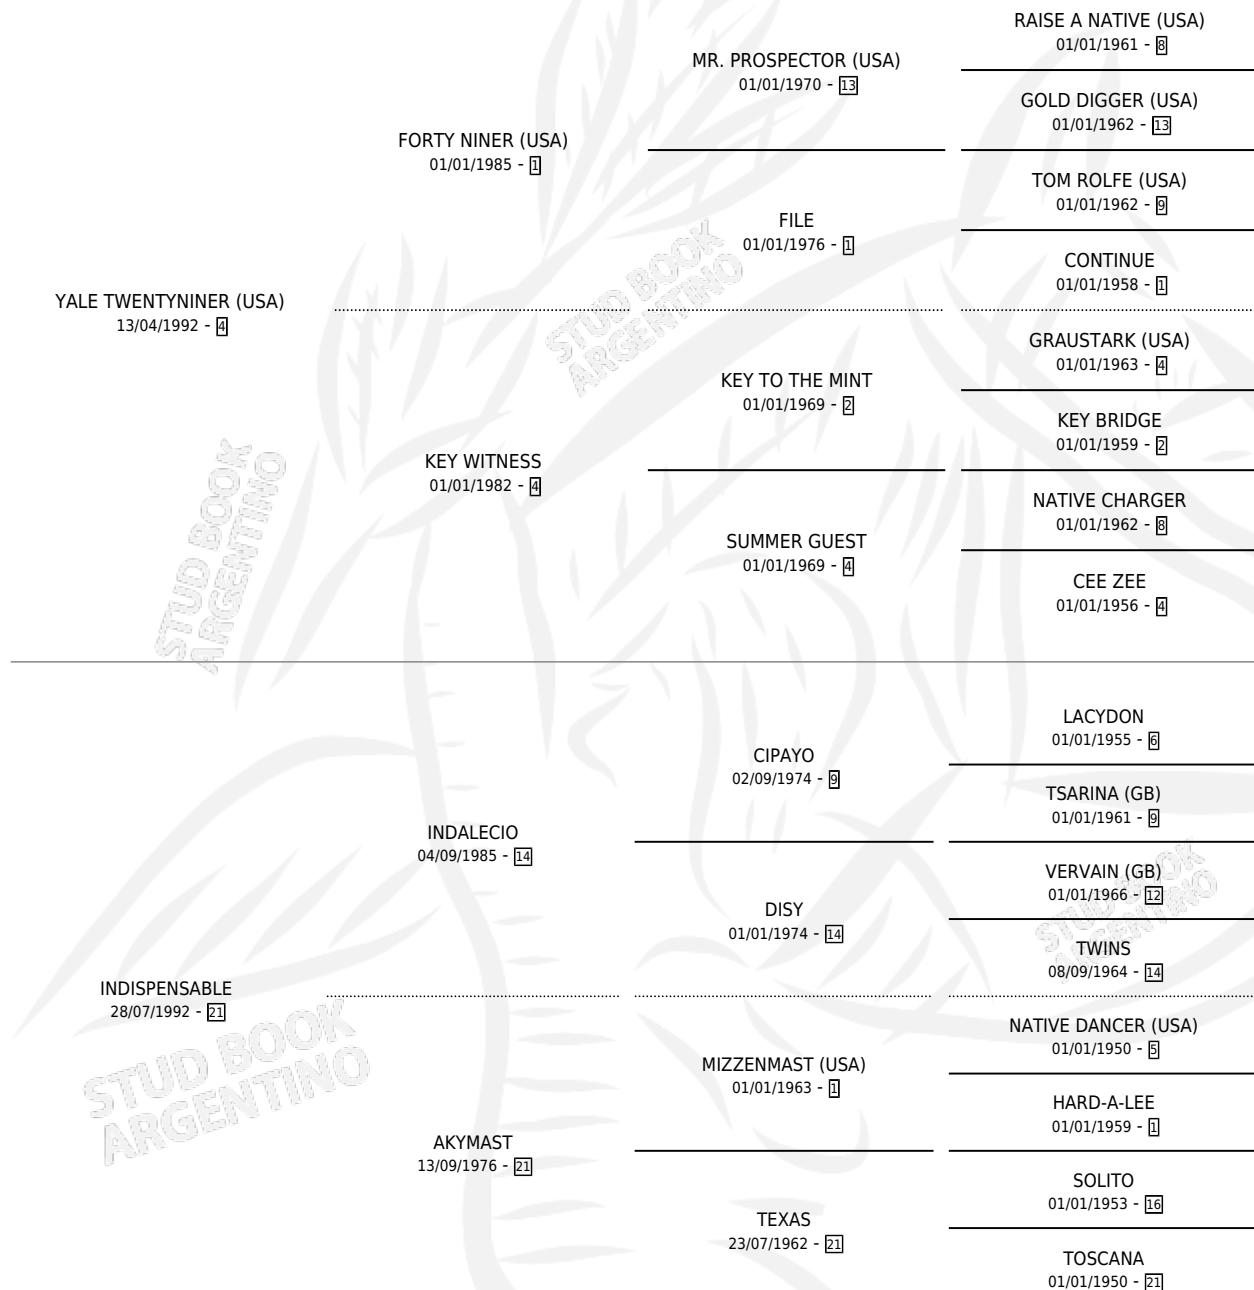 RAISE A NATIVE (USA)
01/01/1961 - 8
MR. PROSPECTOR (USA)
01/01/1970 - 13
GOLD DIGGER (USA)
01/01/1962 - 13
FORTY NINER (USA)
01/01/1985 - 1
TOM ROLFE (USA)
01/01/1962 - 9
FILE
01/01/1976 - 1
CONTINUE
01/01/1958 - 1
YALE TWENTYNINER (USA)
13/04/1992 - 4
GRAUSTARK (USA)
01/01/1963 - 4
KEY TO THE MINT
01/01/1969 - 2
KEY BRIDGE
01/01/1959 - 2
KEY WITNESS
01/01/1982 - 4
NATIVE CHARGER
01/01/1962 - 8
SUMMER GUEST
01/01/1969 - 4
CEE ZEE
01/01/1956 - 4
LACYDON
01/01/1955 - 6
CIPAYO
02/09/1974 - 9
TSARINA (GB)
01/01/1961 - 9
INDALECIO
04/09/1985 - 14
VERVAIN (GB)
01/01/1966 - 12
DISY
01/01/1974 - 14
TWINS
08/09/1964 - 14
INDISPENSABLE
28/07/1992 - 21
NATIVE DANCER (USA)
01/01/1950 - 5
MIZZENMAST (USA)
01/01/1963 - 1
HARD-A-LEE
01/01/1959 - 1
AKYMAST
13/09/1976 - 21
SOLITO
01/01/1953 - 16
TEXAS
23/07/1962 - 21
TOSCANA
01/01/1950 - 21
STUD BOOK
ARGENTINO
STUD BOOK
ARGENTINO
STUD BOOK
ARGENTINO
STUD BOOK
ARGENTINO